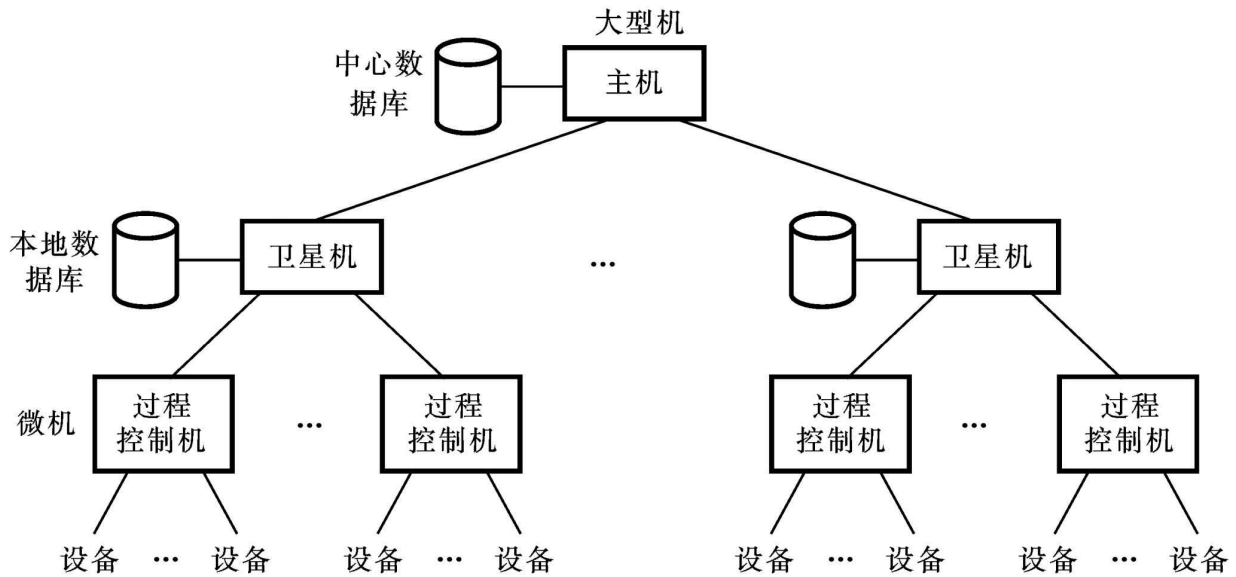 大型机
中心数
据库
主机
本地数
据库
卫星机
...
卫星机
微机
过程
控制机
...
过程
控制机
过程
控制机
...
过程
控制机
设备 ... 设备 设备 ... 设备 设备 ... 设备 设备 ... 设备